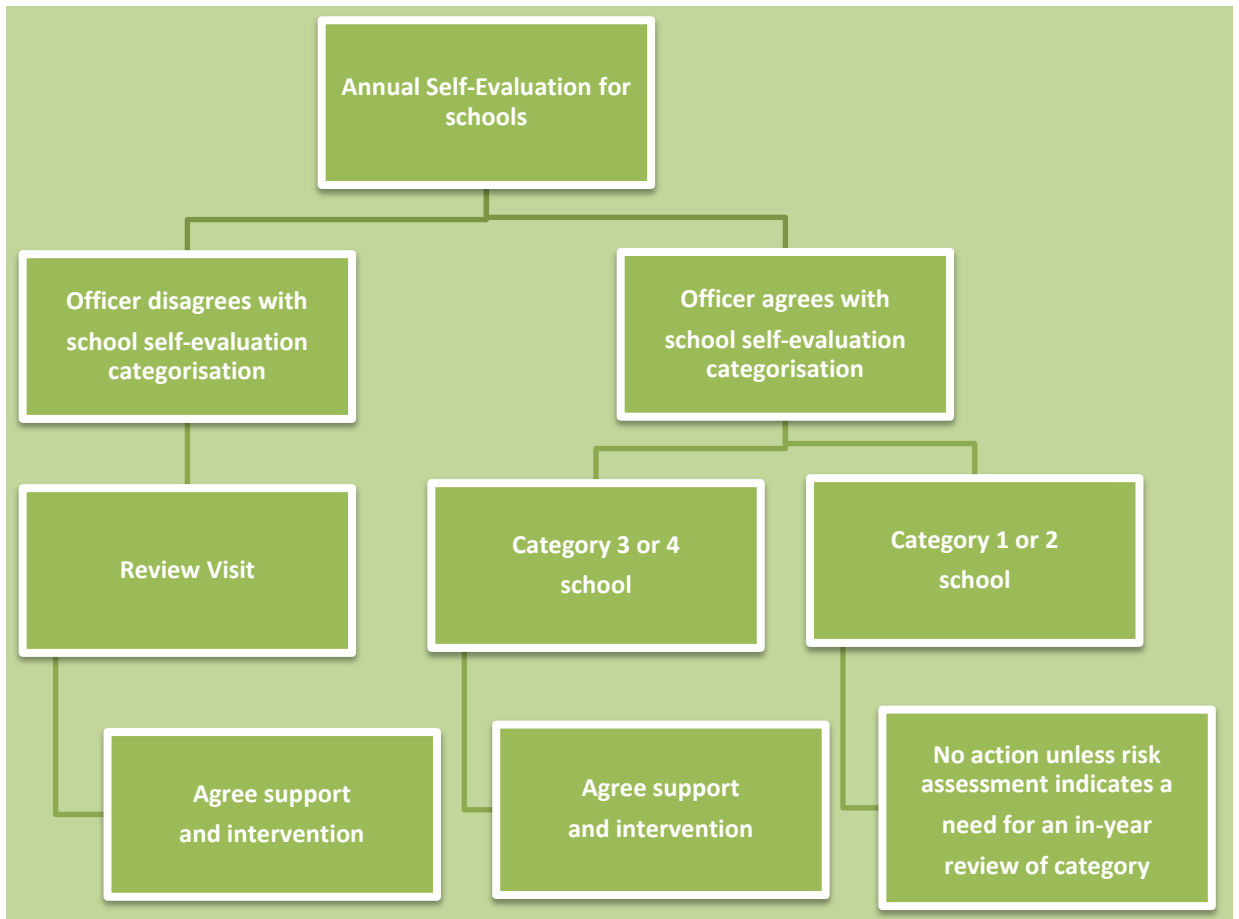 Annual Self-Evaluation for
schools
Officer disagrees with
school self-evaluation
categorisation
Officer agrees with
school self-evaluation
categorisation
Review Visit
Category 3 or 4
school
Category 1 or 2
school
Agree support
and intervention
Agree support
and intervention
No action unless risk
assessment indicates a
need for an in-year
review of category